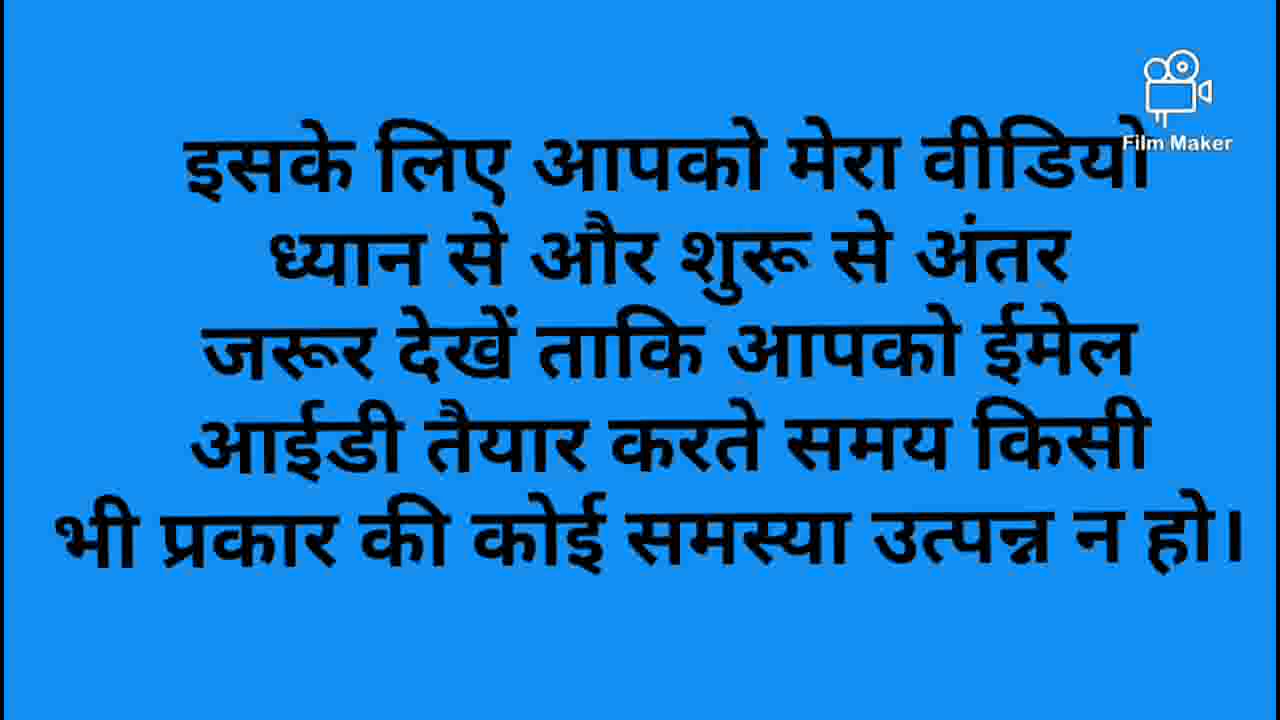 इसके लिए आपको मेरा वीडियो
Film Maker
ध्यान से और शुरू से अंतर
जरूर देखें ताकि आपको ईमेल
आईडी तैयार करते समय किसी
भी प्रकार की कोई समस्या उत्पन्न न हो।